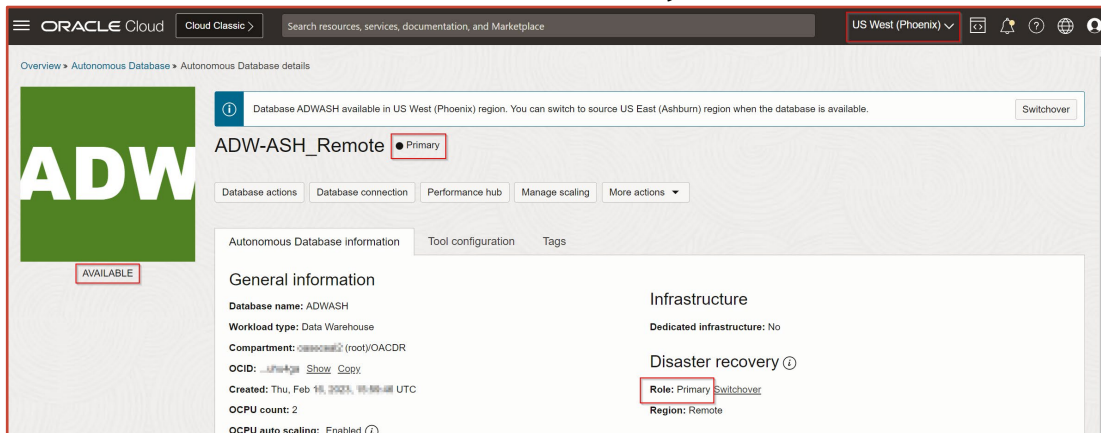 ORACLE Cloud
Cloud Classic >
Search resources, services, documentation, and Marketplace
US West (Phoenix)
Overview » Autonomous Database » Autonomous Database details
Database ADWASH available in US West (Phoenix) region. You can switch to source US East (Ashburn) region when the database is available.
Switchover
ADW-ASH_Remote
Primary
ADW
AVAILABLE
Database actions
Database connection
Performance hub
Manage scaling
More actions
Autonomous Database information
Tool configuration
Tags
General information
Database name: ADWASH
Workload type: Data Warehouse
Compartment: (root)/OACDR
OCID: Show Copy
Created: Thu, Feb UTC
OCPU count: 2
OCPU auto scaling: Enabled
Infrastructure
Dedicated infrastructure: No
Disaster recovery
Role: Primary Switchover
Region: Remote